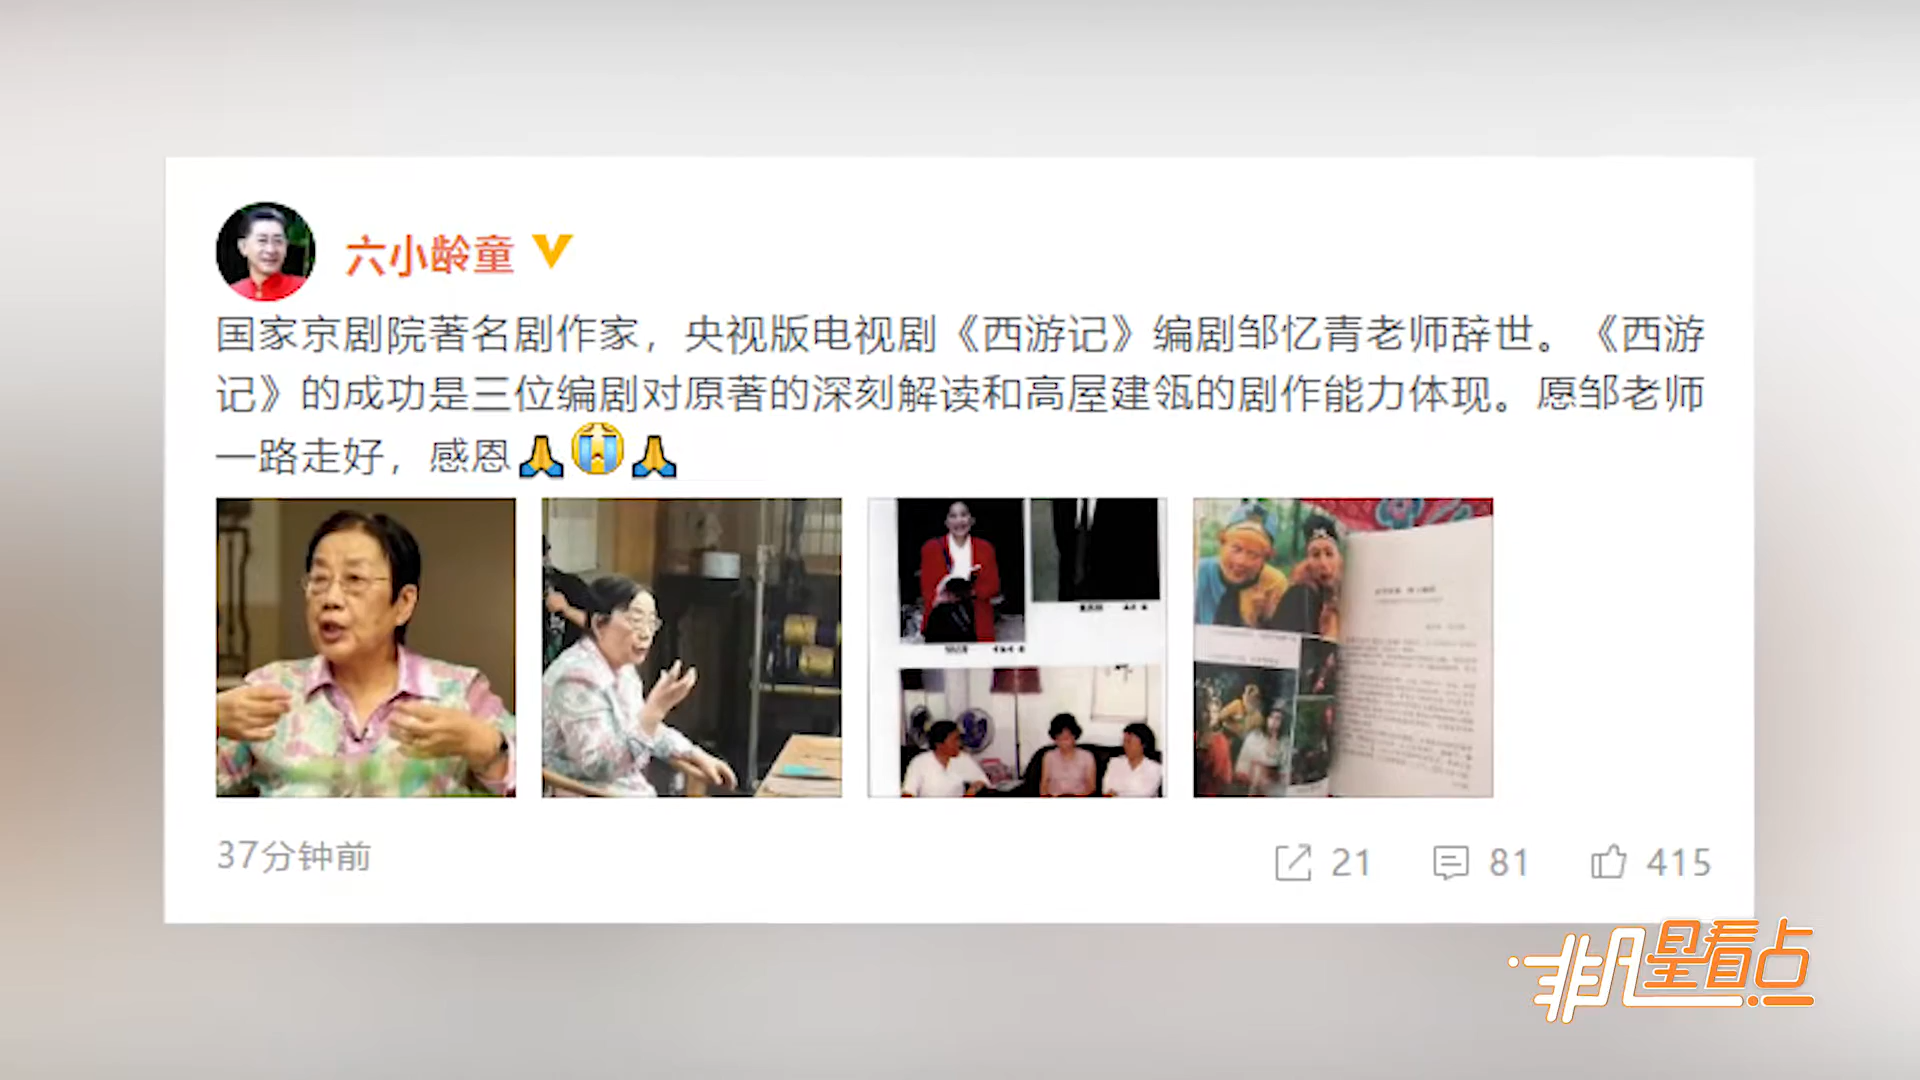 六小龄童
国家京剧院著名剧作家，央视版电视剧《西游记》编剧邹忆青老师辞世。《西游
记》的成功是三位编剧对原著的深刻解读和高屋建瓴的剧作能力体现。愿邹老师
一路走好，感恩🙏😭🙏
37分钟前
21
81
415
非凡星看点